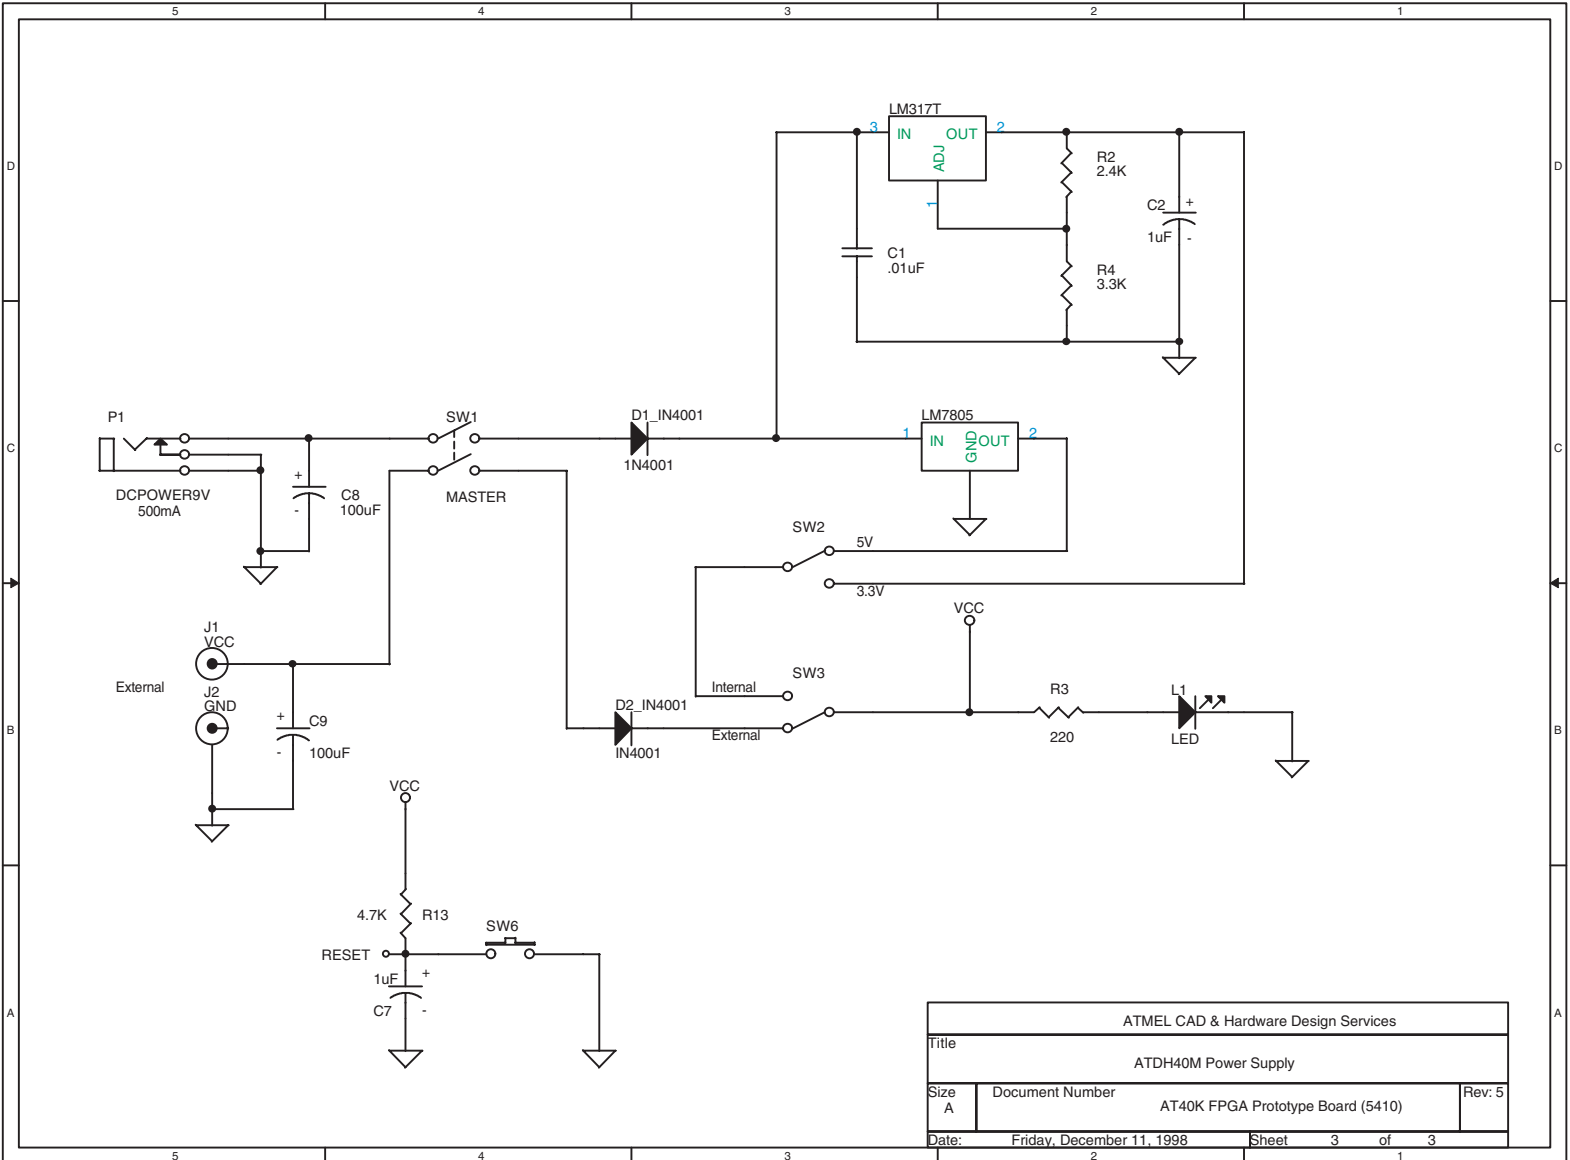 5 4 3 2 1
D D
C C
B B
A A
LM317T
3 IN OUT 2
ADJ
1
R2
2.4K
C2 +
1uF -
C1
.01uF
R4
3.3K
P1
DCPOWER9V
500mA
+
C8
-
100uF
SW1
MASTER
D1_IN4001
1N4001
LM7805
1 IN GND OUT 2
SW2
5V
3.3V
VCC
J1
VCC
External
J2
GND
+
C9
-
100uF
SW3
Internal
D2_IN4001
External
IN4001
R3
220
L1
LED
VCC
4.7K R13
SW6
RESET
1uF +
C7 -
ATMEL CAD & Hardware Design Services
Title
ATDH40M Power Supply
Size
A
Document Number
AT40K FPGA Prototype Board (5410)
Rev: 5
Date: Friday, December 11, 1998 Sheet 3 of 3
5 4 3 2 1